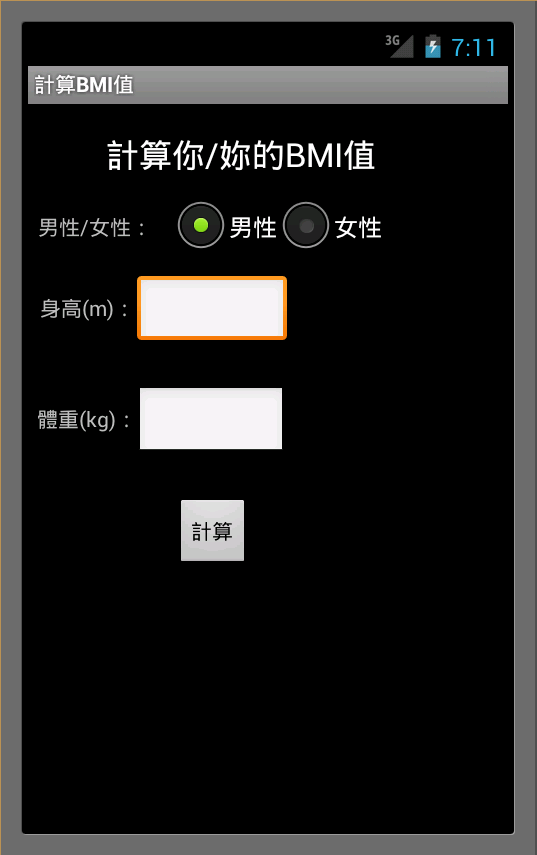 3G 7:11
計算BMI值
計算你/妳的BMI值
男性/女性： 男性 女性
身高(m)：
體重(kg)：
計算